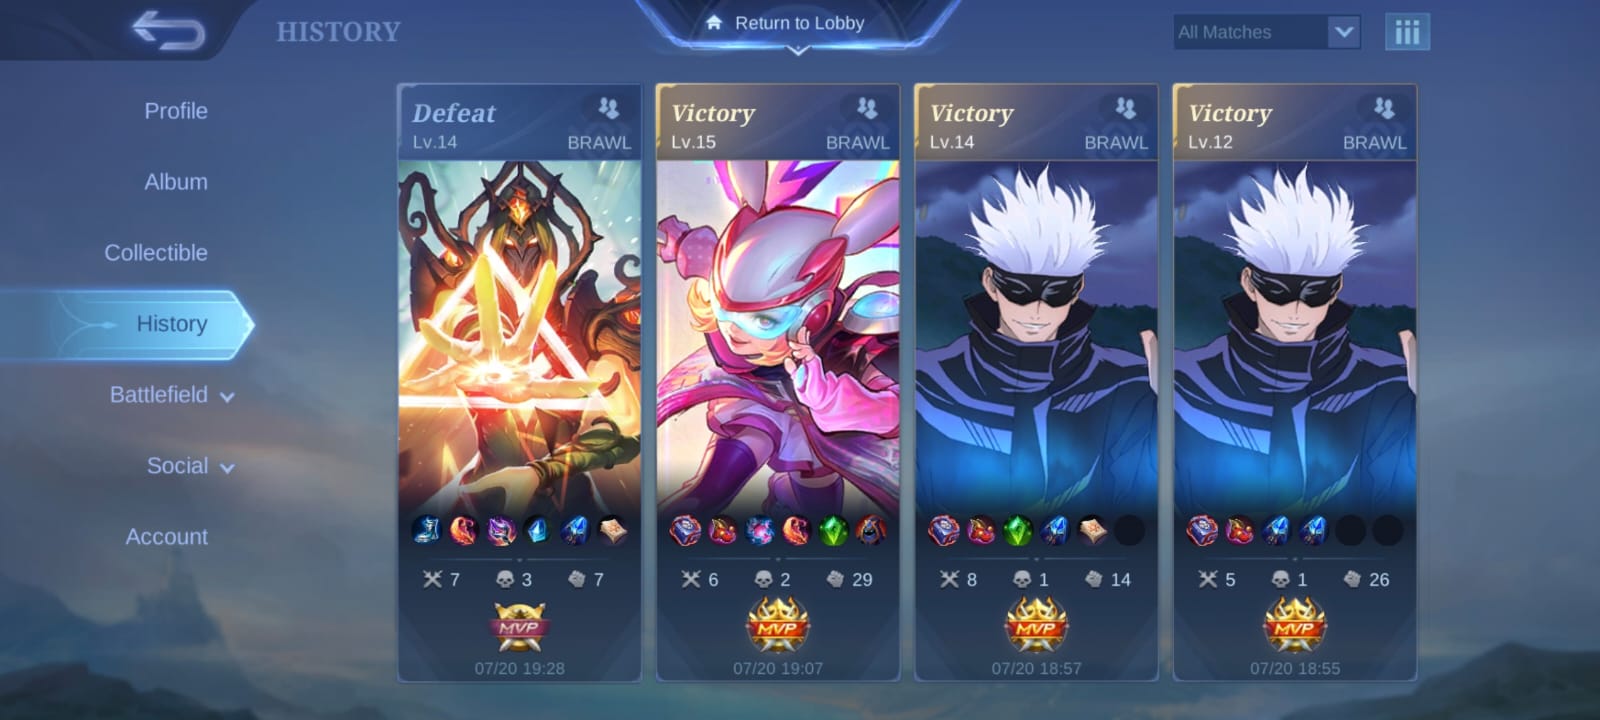 HISTORY
Return to Lobby
All Matches
Profile
Album
Collectible
History
Battlefield
Social
Account
Defeat
Lv.14 BRAWL
7 3 7
MVP
07/20 19:28
Victory
Lv.15 BRAWL
6 2 29
MVP
07/20 19:07
Victory
Lv.14 BRAWL
8 1 14
MVP
07/20 18:57
Victory
Lv.12 BRAWL
5 1 26
MVP
07/20 18:55